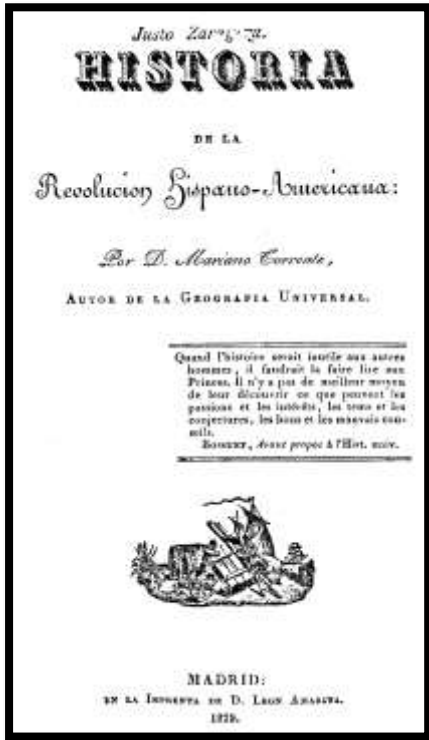 Justo Zaragoza.
HISTORIA
DE LA
Revolucion Hispano-Americana:
Por D. Mariano Torrente,
AUTOR DE LA GEOGRAFIA UNIVERSAL.
Quand l'histoire serait inutile aux autres
hommes, il faudrait la faire lire aux
Princes. Il n'y a pas de meilleur moyen
de leur découvrir ce que peuvent les
passions et les intérêts, les tems et les
conjectures, les bons et les mauvais con-
seils.
BOSSUET, Avant propos à l'Hist. univ.
MADRID:
EN LA IMPRENTA DE D. LEON AMARITA.
1829.